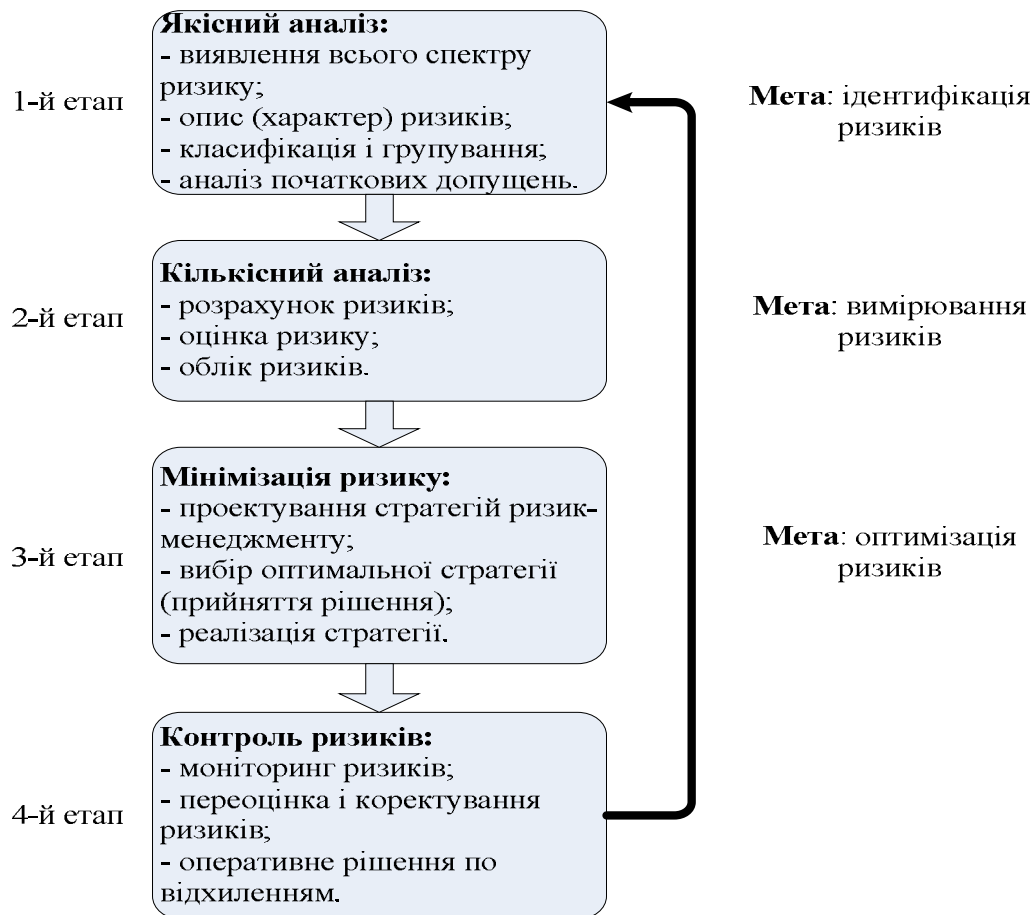 Якісний аналіз:
- виявлення всього спектру
ризику;
- опис (характер) ризиків;
- класифікація і групування;
- аналіз початкових допущень.
1-й етап
Мета: ідентифікація
ризиків
Кількісний аналіз:
- розрахунок ризиків;
- оцінка ризику;
- облік ризиків.
2-й етап
Мета: вимірювання
ризиків
Мінімізація ризику:
- проектування стратегій ризик-
менеджменту;
- вибір оптимальної стратегії
(прийняття рішення);
- реалізація стратегії.
3-й етап
Мета: оптимізація
ризиків
Контроль ризиків:
- моніторинг ризиків;
- переоцінка і коректування
ризиків;
- оперативне рішення по
відхиленням.
4-й етап